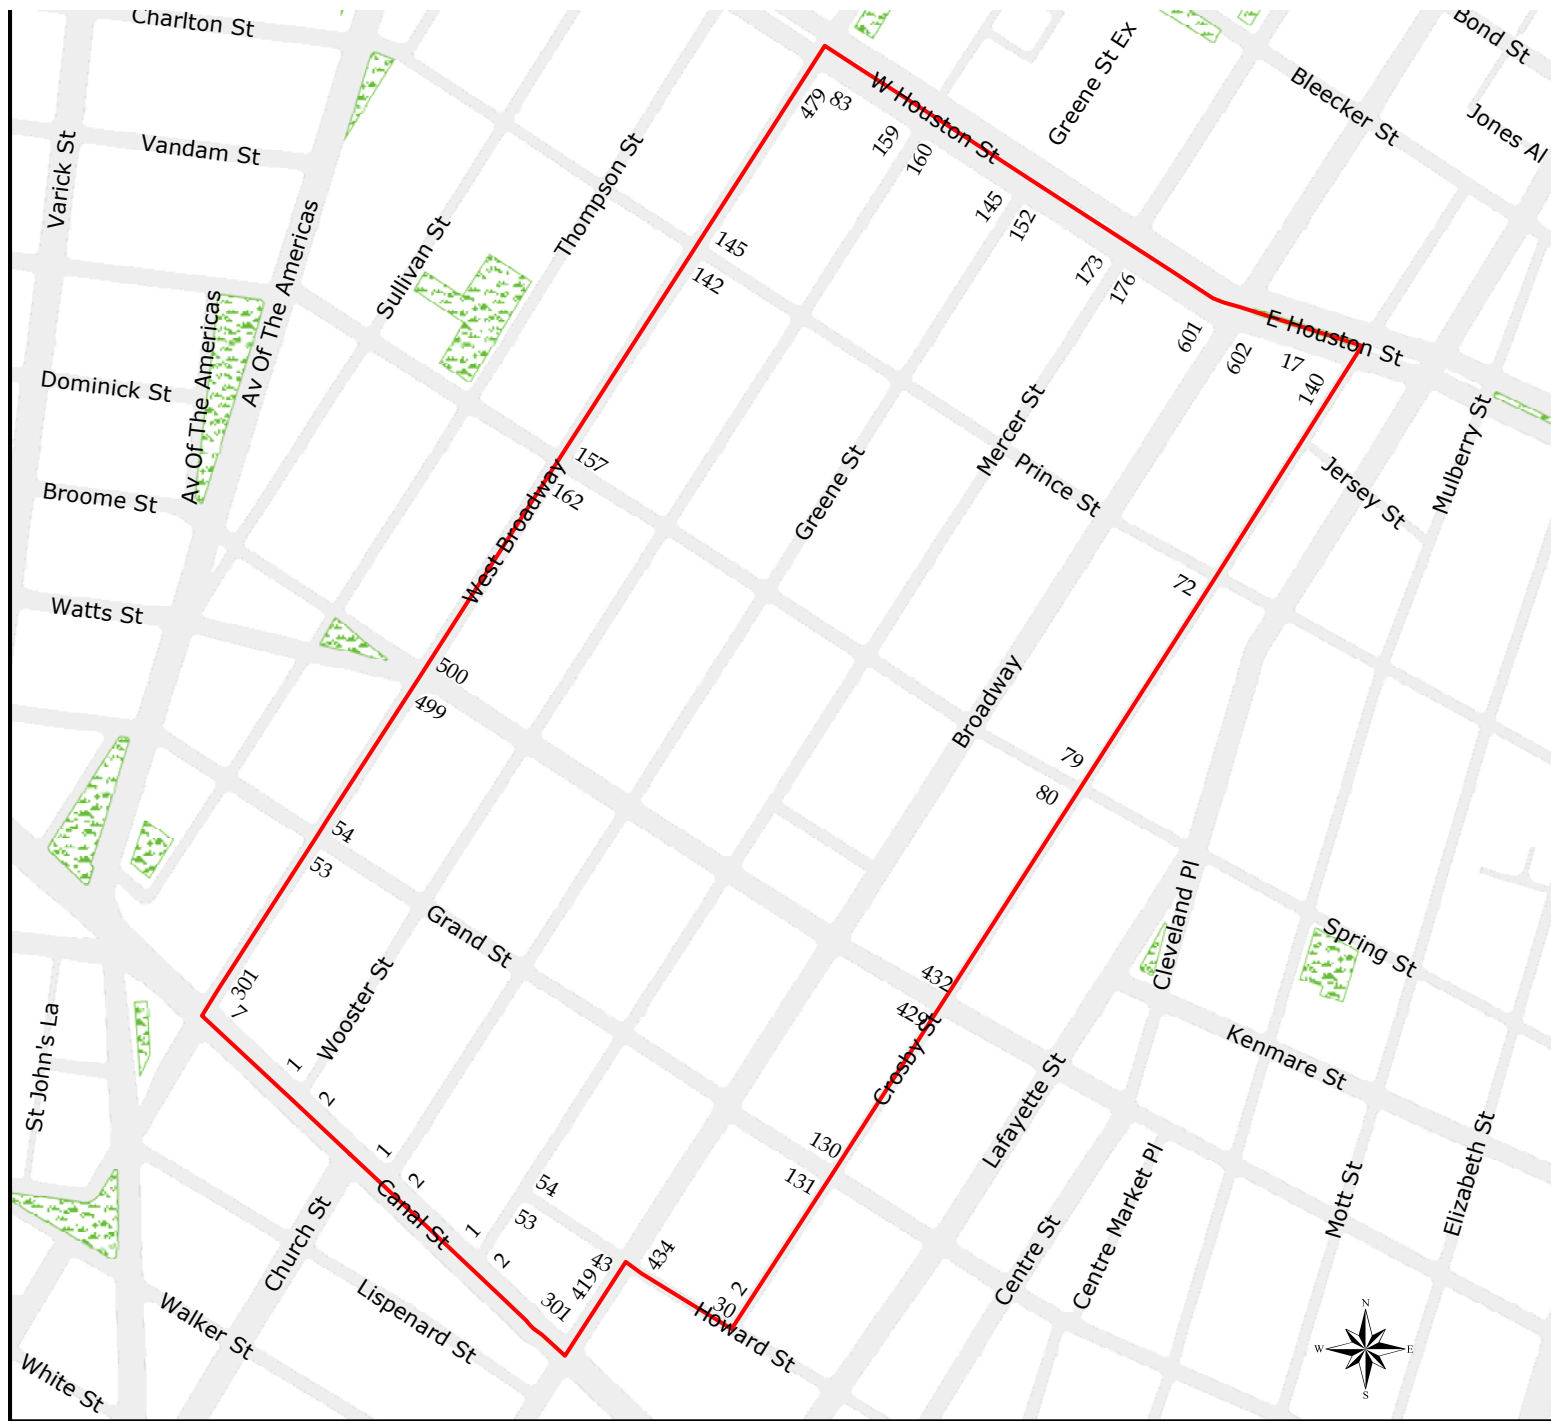 Charlton St
Bond St
Greene St Ex
Bleecker St
Jones Al
W Houston St
479
83
Vandam St
Varick St
Thompson St
159
160
Sullivan St
Av Of The Americas
145
152
145
142
173
176
Av Of The Americas
601
602
E Houston St
17
140
Dominick St
Mulberry St
Mercer St
157
162
Greene St
Prince St
Jersey St
Broome St
West Broadway
72
Watts St
500
499
Broadway
79
80
54
53
Grand St
Cleveland Pl
Spring St
432
429
301
7
Wooster St
Crosby St
St John's La
1
2
Kenmare St
Lafayette St
1
2
130
131
54
53
Centre Market Pl
Mott St
Elizabeth St
Canal St
Church St
1
2
43
434
419
301
2
30
Howard St
Centre St
Lispenard St
Walker St
White St
N
W
E
S